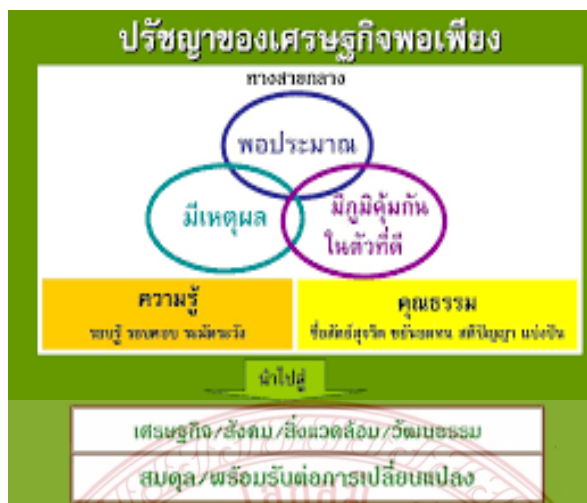 ปรัชญาของเศรษฐกิจพอเพียง
ทางสายกลาง
พอประมาณ
มีเหตุผล
มีภูมิคุ้มกัน
ในตัวที่ดี
ความรู้
รอบรู้ รอบคอบ ระมัดระวัง
คุณธรรม
ซื่อสัตย์สุจริต ขยันอดทน สติปัญญา แบ่งปัน
นำไปสู่
เศรษฐกิจ/สังคม/สิ่งแวดล้อม/วัฒนธรรม
สมดุล/พร้อมรับต่อการเปลี่ยนแปลง